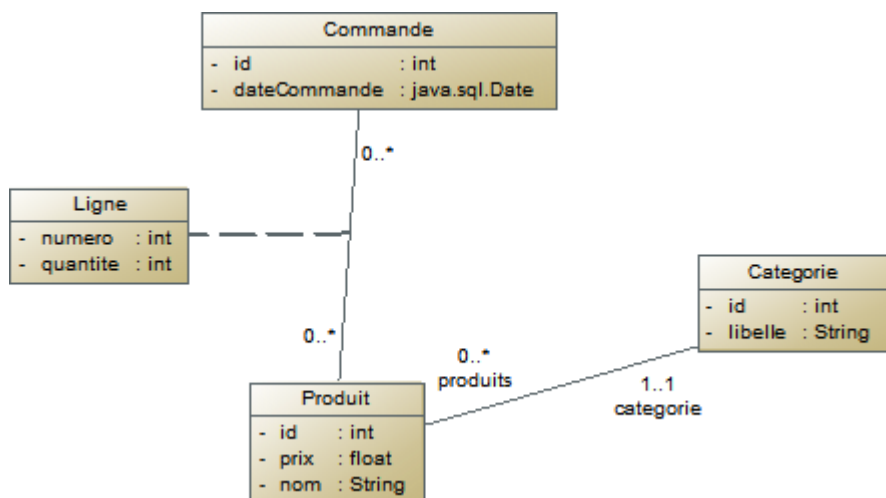 Commande
- id : int
- dateCommande : java.sql.Date
0..*
Ligne
- numero : int
- quantite : int
Categorie
- id : int
- libelle : String
0..*
0..*
produits
1..1
categorie
Produit
- id : int
- prix : float
- nom : String